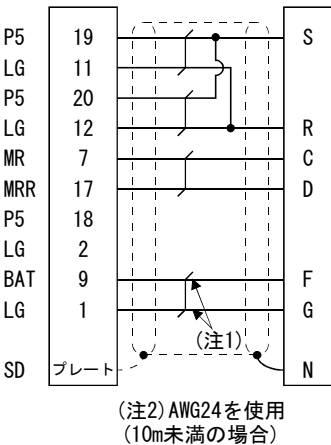 P5 19 S
LG 11
P5 20
LG 12 R
MR 7 C
MRR 17 D
P5 18
LG 2
BAT 9 F
LG 1 G
(注1)
SD プレート N
(注2)AWG24を使用
(10m未満の場合)